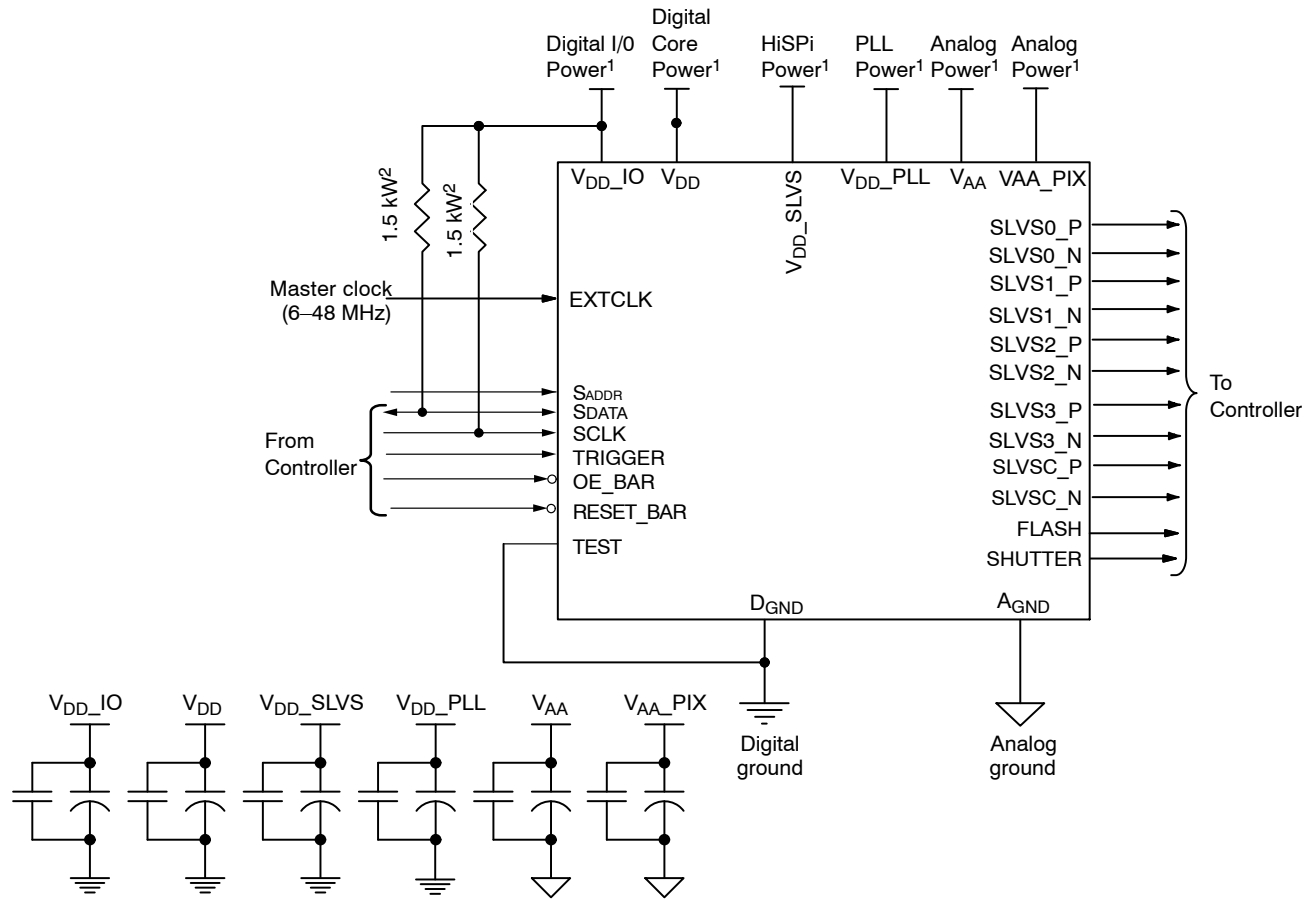 Digital I/0
Power1
Digital
Core
Power1
HiSPi
Power1
PLL
Power1
Analog
Power1
Analog
Power1
1.5 kW2
1.5 kW2
VDD_IO
VDD
VDD_SLVS
VDD_PLL
VAA
VAA_PIX
Master clock
(6–48 MHz)
EXTCLK
SADDR
SDATA
SCLK
TRIGGER
OE_BAR
RESET_BAR
TEST
From
Controller
SLVS0_P
SLVS0_N
SLVS1_P
SLVS1_N
SLVS2_P
SLVS2_N
SLVS3_P
SLVS3_N
SLVSC_P
SLVSC_N
FLASH
SHUTTER
To
Controller
DGND
AGND
Digital
ground
Analog
ground
VDD_IO
VDD
VDD_SLVS
VDD_PLL
VAA
VAA_PIX